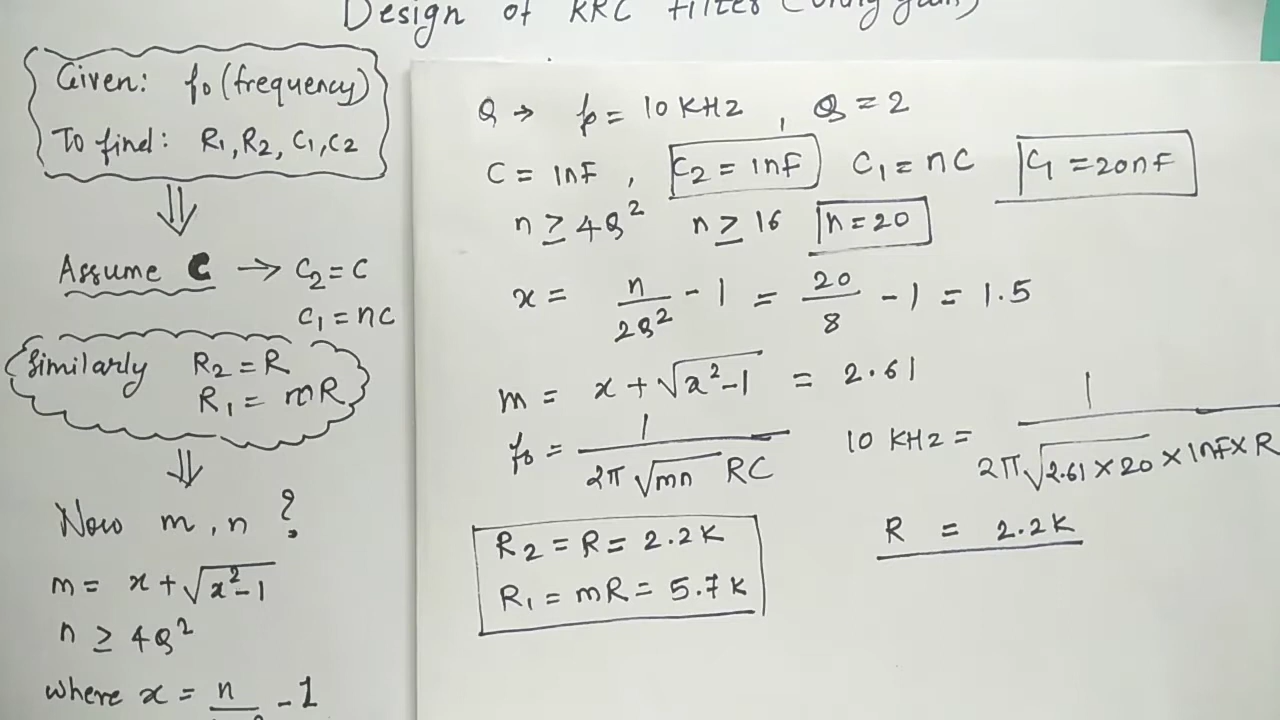 Design of KRC Filter (Unity gain)
Given: f0 (frequency)
To find: R1, R2, C1, C2
⇓
Assume C → C2 = C
C1 = nC
Similarly R2 = R
R1 = mR
⇓
Now m, n ?
m = x + √(x²-1)
n ≥ 4Q²
where x = n/ -1
Q → f0 = 10 KHz , Q = 2
C = 1nF , C2 = 1nF C1 = nC C1 = 20nF
n ≥ 4Q² n ≥ 16 n = 20
x = n/2Q² - 1 = 20/8 - 1 = 1.5
m = x + √(x²-1) = 2.61
f0 = 1/(2π √(mn) RC) 10 KHz = 1/(2π √(2.61 × 20) × 1nF × R
R2 = R = 2.2K R = 2.2K
R1 = mR = 5.7K